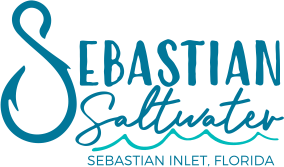 SEBASTIAN
Saltwater
SEBASTIAN INLET, FLORIDA